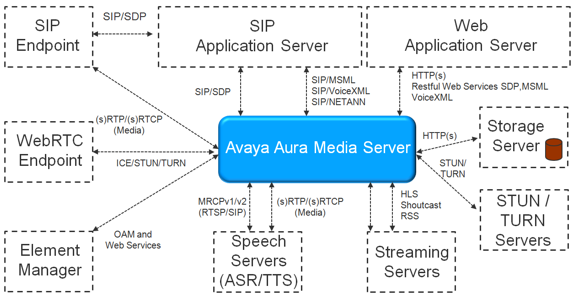 SIP
Endpoint
SIP/SDP
SIP
Application Server
Web
Application Server
SIP/SDP
SIP/MSML
SIP/VoiceXML
SIP/NETANN
HTTP(s)
Restful Web Services SDP,MSML
VoiceXML
(s)RTP/(s)RTCP
(Media)
WebRTC
Endpoint
ICE/STUN/TURN
Avaya Aura Media Server
HTTP(s)
Storage
Server
STUN/
TURN
STUN /
TURN
Servers
OAM and
Web Services
Element
Manager
MRCPv1/v2
(RTSP/SIP)
(s)RTP/(s)RTCP
(Media)
Speech
Servers
(ASR/TTS)
HLS
Shoutcast
RSS
Streaming
Servers